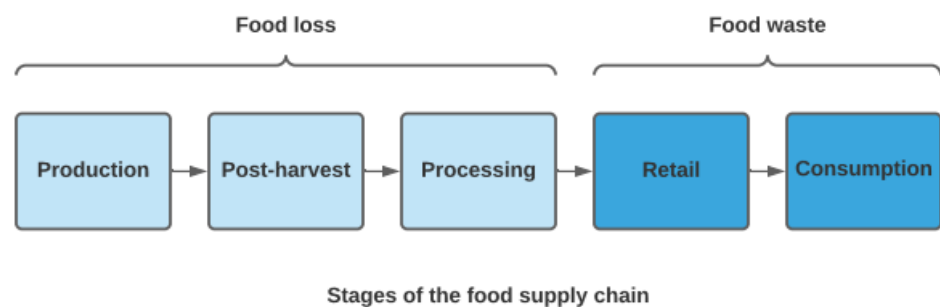 Food loss
Food waste
Production
Post-harvest
Processing
Retail
Consumption
Stages of the food supply chain